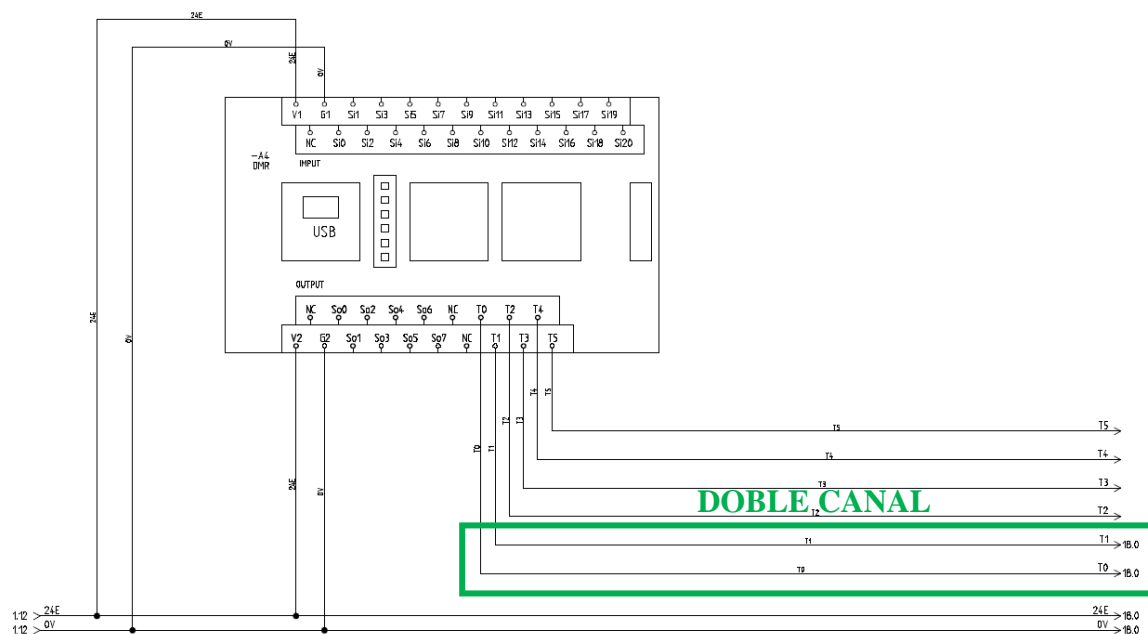 24E
0V
24E
0V
V1 G1 Si1 Si3 Si5 Si7 Si9 Si11 Si13 Si15 Si17 Si19
NC Si0 Si2 Si4 Si6 Si8 Si10 Si12 Si14 Si16 Si18 Si20
-A4
DMR
IMPUT
USB
OUTPUT
NC So0 So2 So4 So6 NC T0 T2 T4
V2 G2 So1 So3 So5 So7 NC T1 T3 T5
24E
0V
24E
0V
T0
T1
T2
T3
T4
T5
T5 T5
T4 T4
T3 T3
DOBLE CANAL
T2 T2
T1 T1 18.0
T0 T0 18.0
1.12 24E 24E 18.0
1.12 0V 0V 18.0